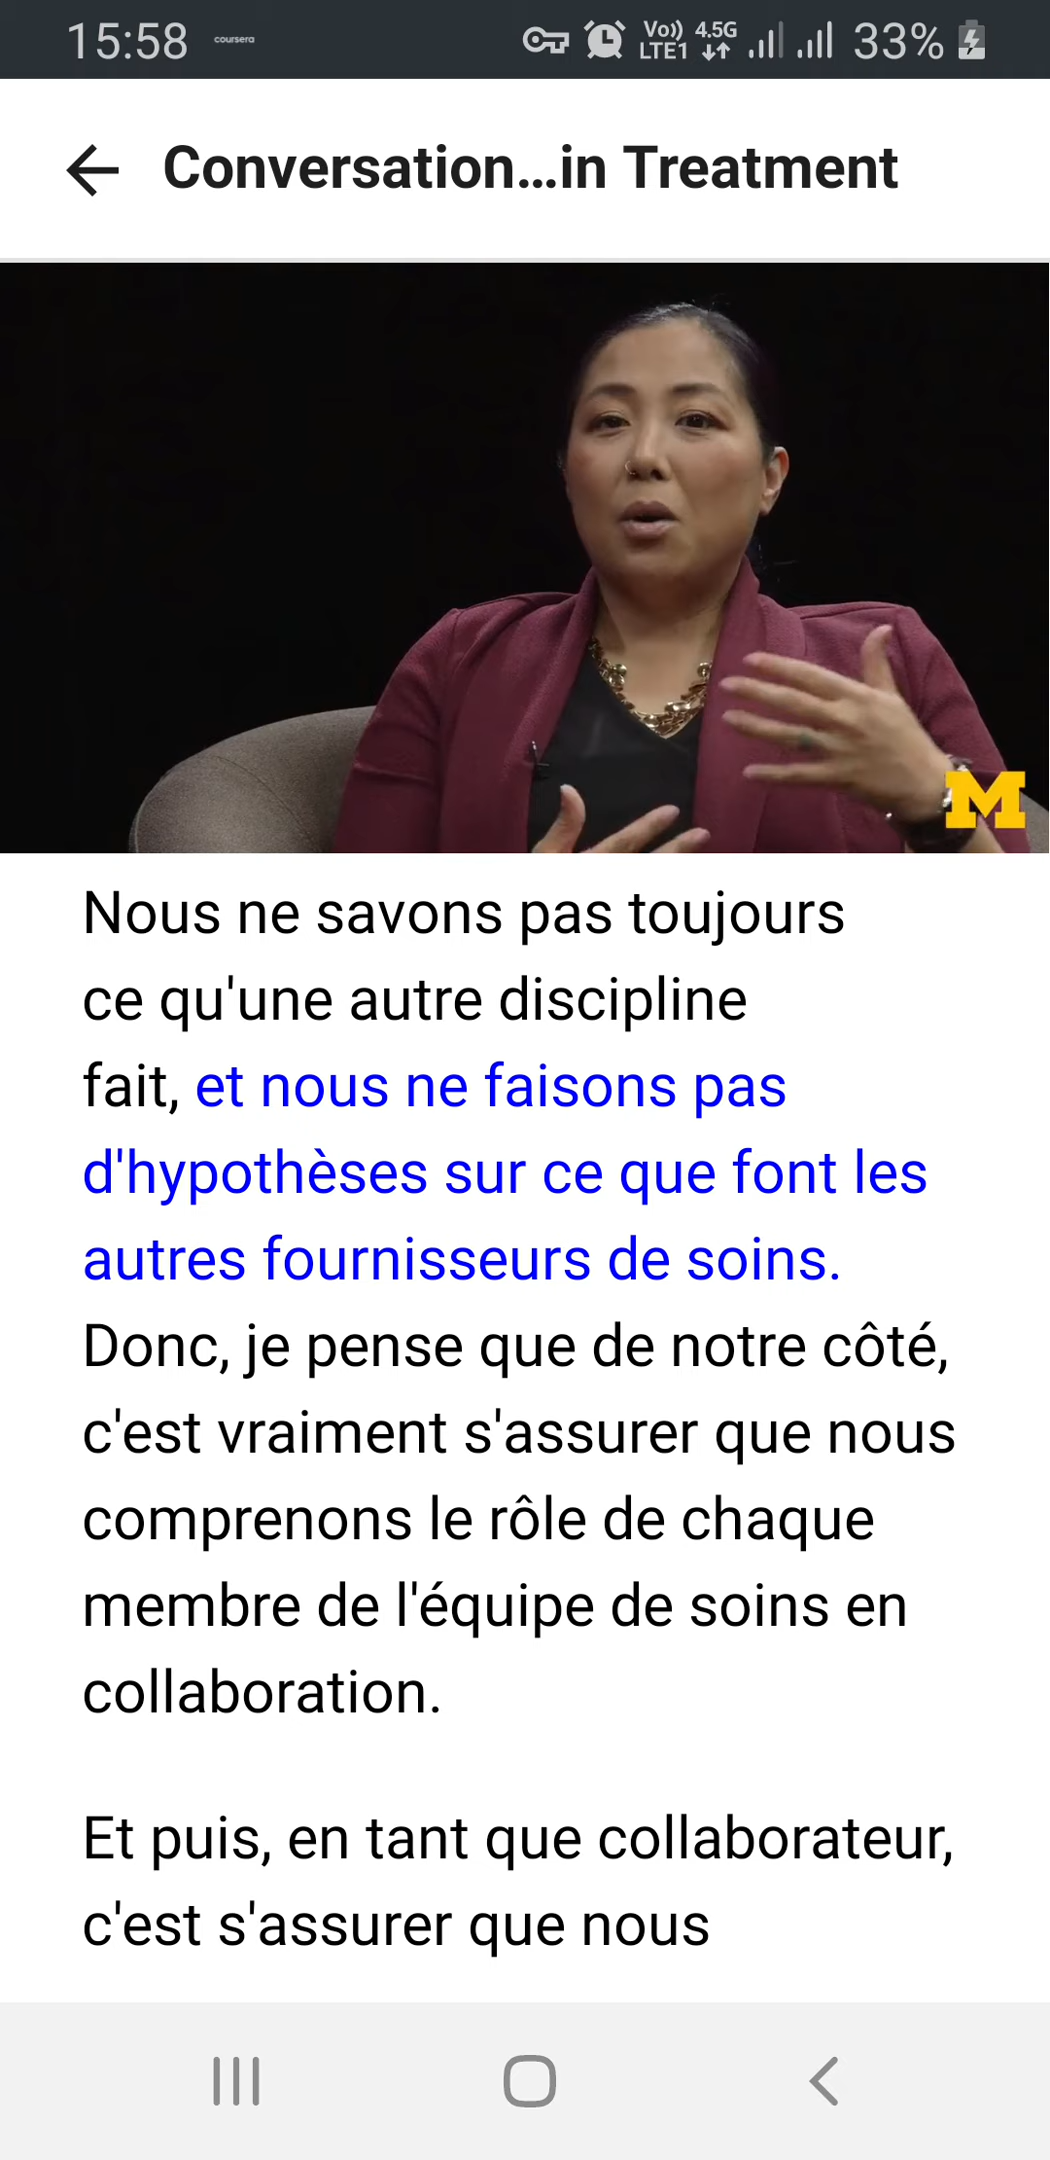 15:58 coursera Vo)) LTE1 4.5G 33%
Conversation...in Treatment
M
Nous ne savons pas toujours
ce qu'une autre discipline
fait, et nous ne faisons pas
d'hypothèses sur ce que font les
autres fournisseurs de soins.
Donc, je pense que de notre côté,
c'est vraiment s'assurer que nous
comprenons le rôle de chaque
membre de l'équipe de soins en
collaboration.
Et puis, en tant que collaborateur,
c'est s'assurer que nous